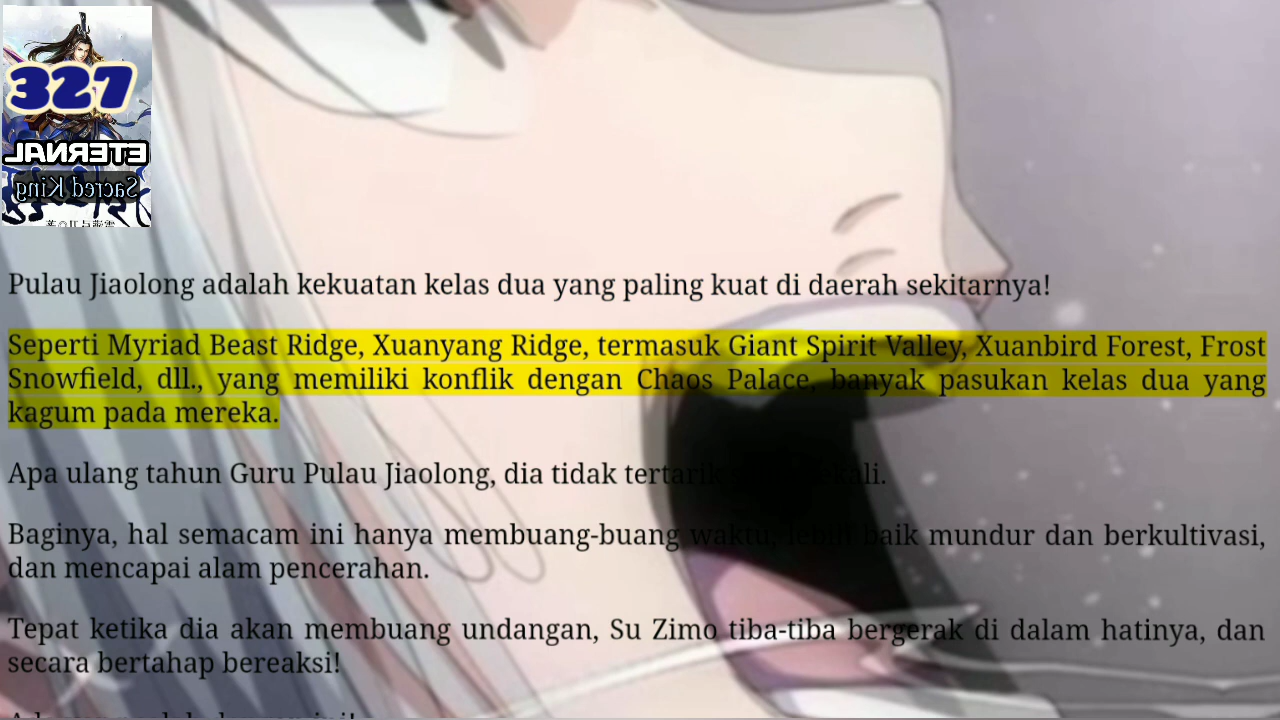 327
ETERNAL
Sacred King
Pulau Jiaolong adalah kekuatan kelas dua yang paling kuat di daerah sekitarnya!
Seperti Myriad Beast Ridge, Xuanyang Ridge, termasuk Giant Spirit Valley, Xuanbird Forest, Frost
Snowfield, dll., yang memiliki konflik dengan Chaos Palace, banyak pasukan kelas dua yang
kagum pada mereka.
Apa ulang tahun Guru Pulau Jiaolong, dia tidak tertarik sekali.
Baginya, hal semacam ini hanya membuang-buang waktu, lebih baik mundur dan berkultivasi,
dan mencapai alam pencerahan.
Tepat ketika dia akan membuang undangan, Su Zimo tiba-tiba bergerak di dalam hatinya, dan
secara bertahap bereaksi!